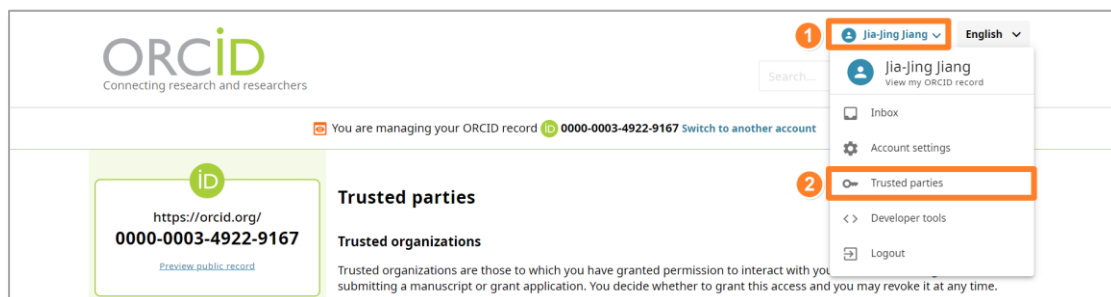 ORCiD
Connecting research and researchers
1
Jia-Jing Jiang
English
Search...
Jia-Jing Jiang
View my ORCID record
Inbox
Account settings
2
Trusted parties
Developer tools
Logout
You are managing your ORCID record iD 0000-0003-4922-9167 Switch to another account
iD
https://orcid.org/
0000-0003-4922-9167
Preview public record
Trusted parties
Trusted organizations
Trusted organizations are those to which you have granted permission to interact with you
submitting a manuscript or grant application. You decide whether to grant this access and you may revoke it at any time.